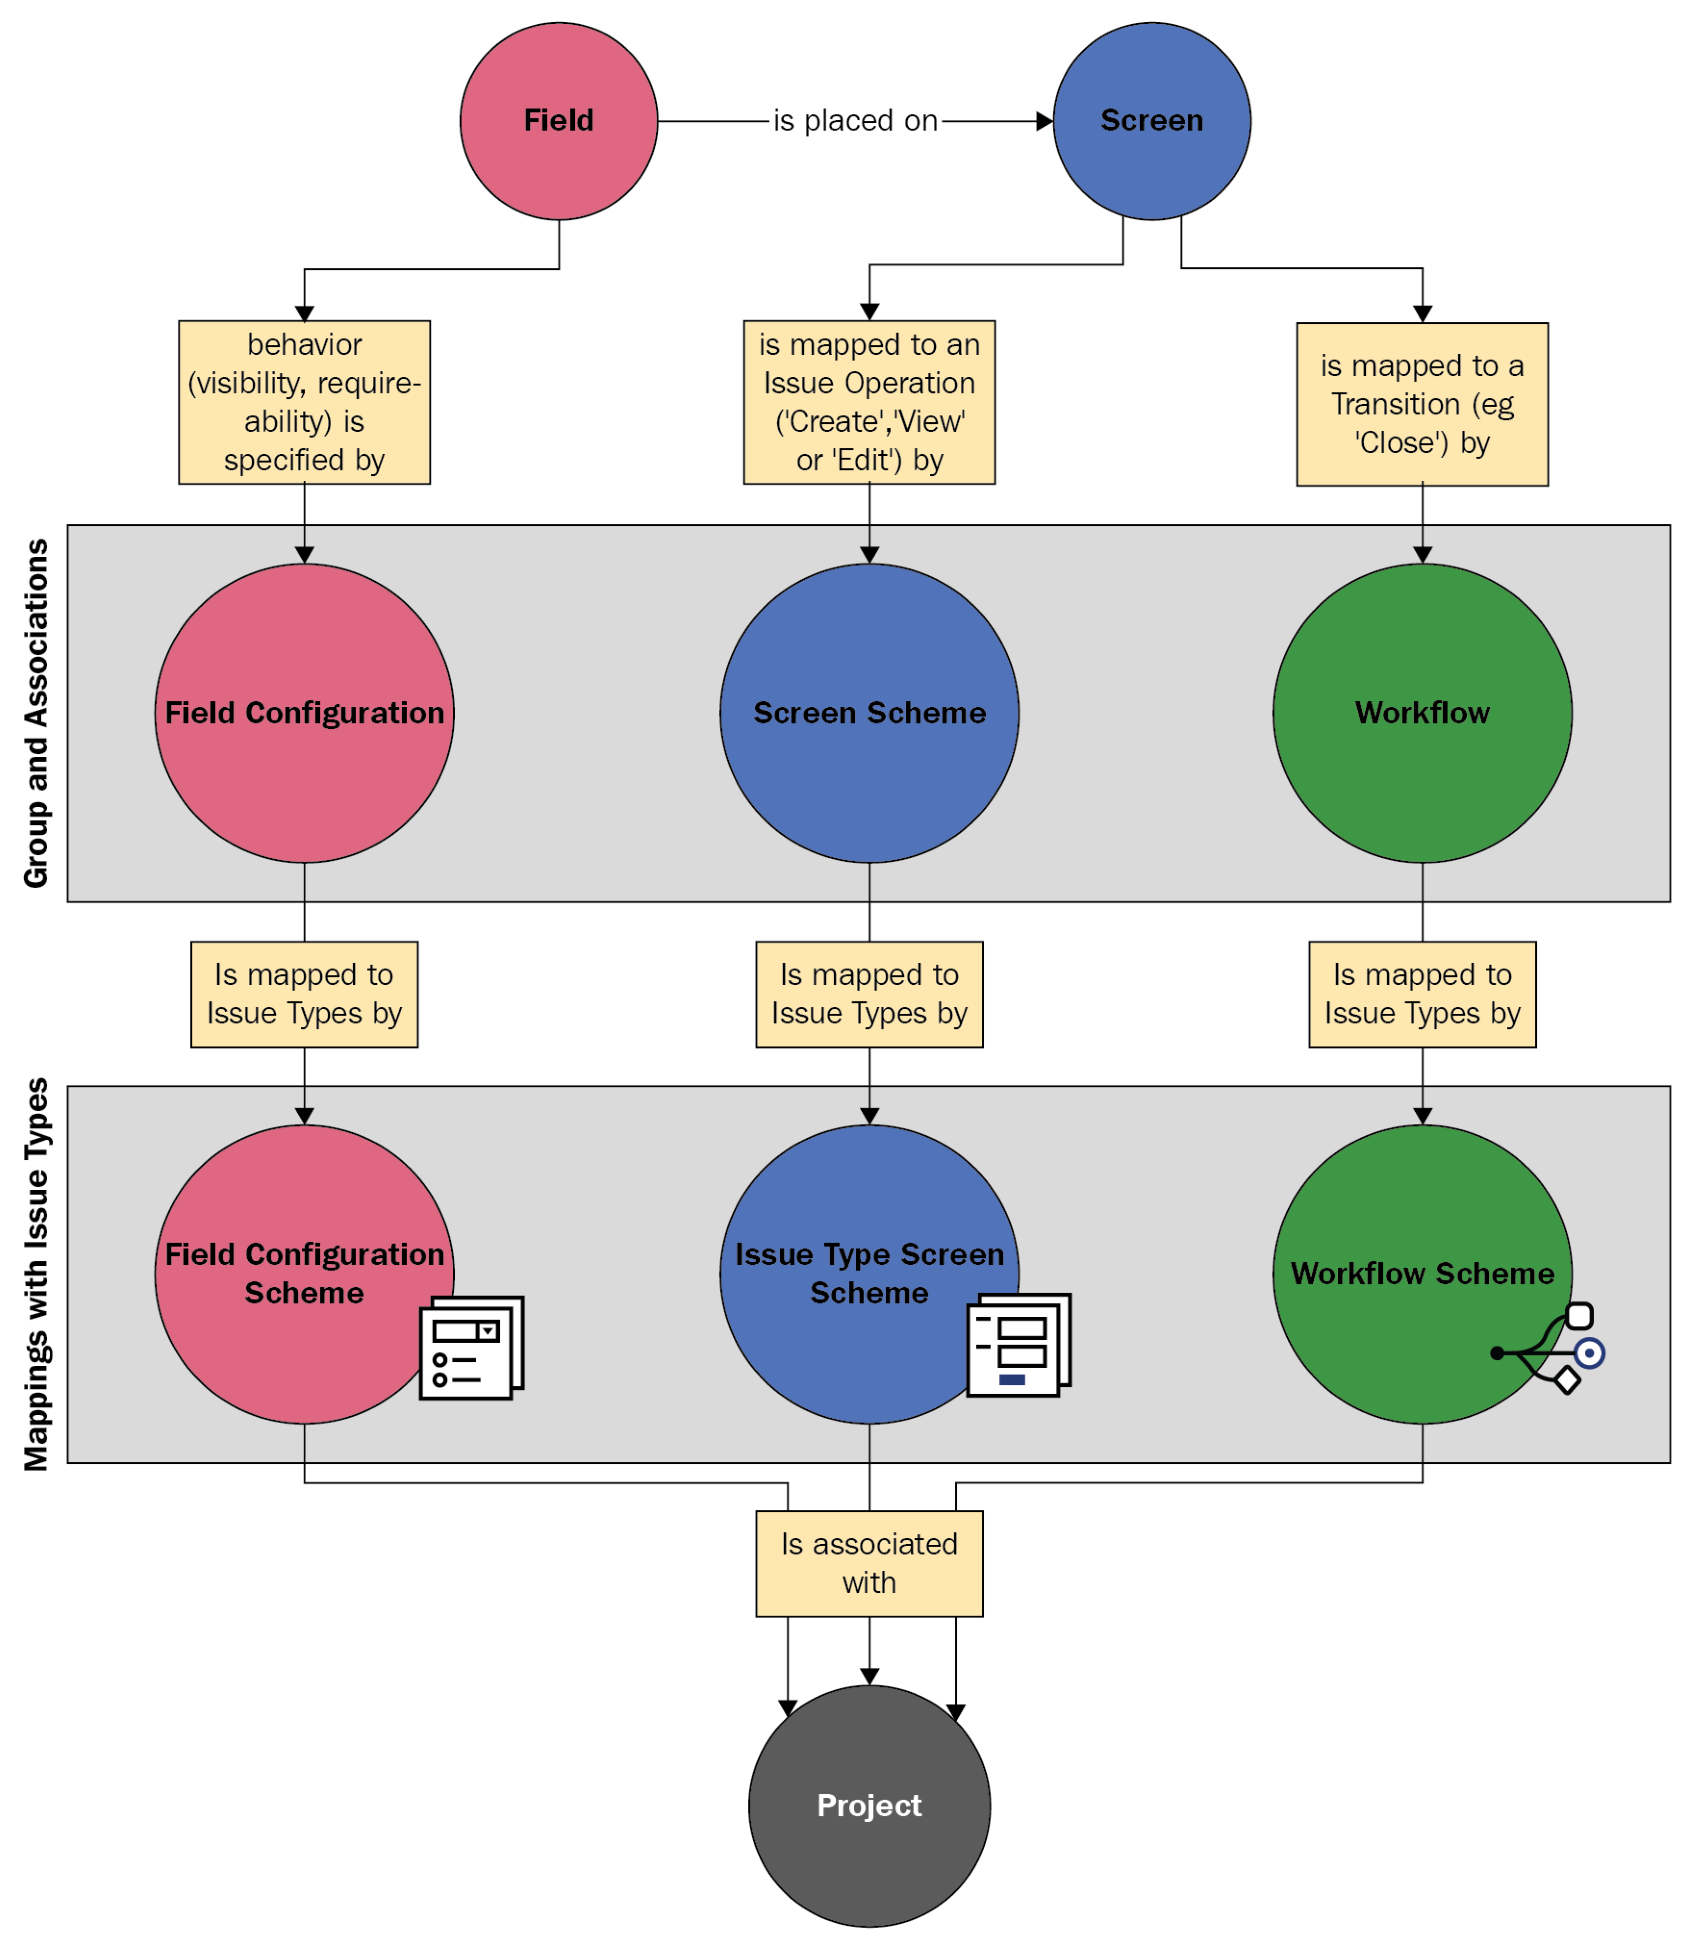 Field
is placed on
Screen
behavior
(visibility, require-
ability) is
specified by
is mapped to an
Issue Operation
('Create','View'
or 'Edit') by
is mapped to a
Transition (eg
'Close') by
Group and Associations
Field Configuration
Screen Scheme
Workflow
Is mapped to
Issue Types by
Is mapped to
Issue Types by
Is mapped to
Issue Types by
Mappings with Issue Types
Field Configuration
Scheme
Issue Type Screen
Scheme
Workflow Scheme
Is associated
with
Project